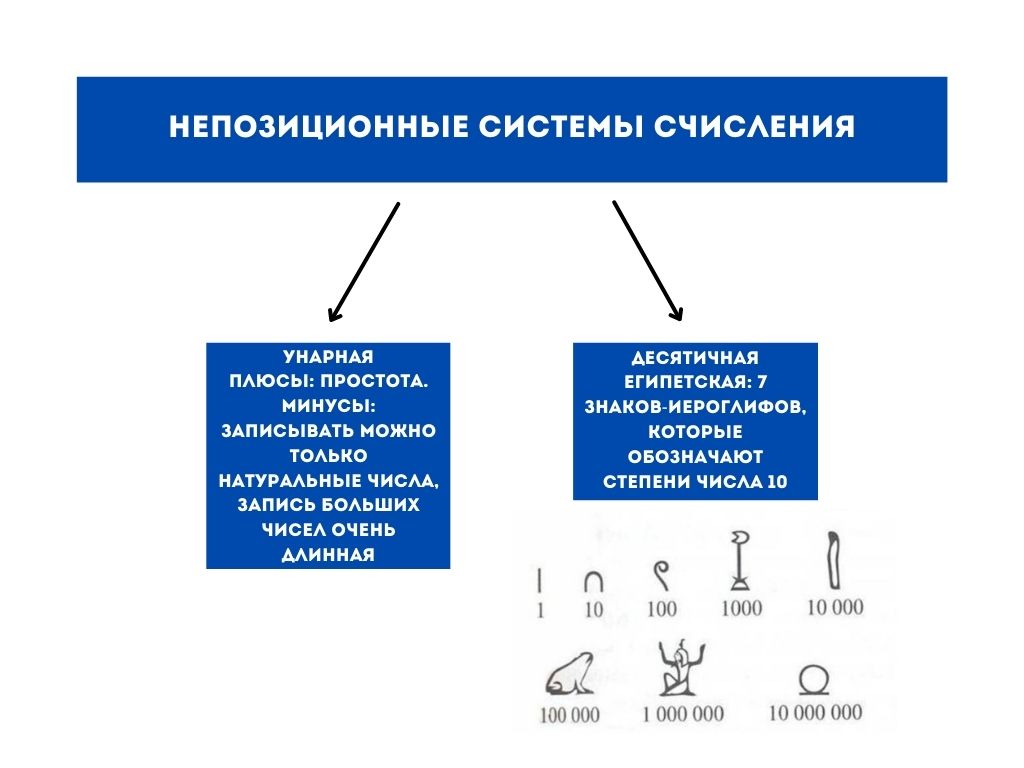 НЕПОЗИЦИОННЫЕ СИСТЕМЫ СЧИСЛЕНИЯ
УНАРНАЯ
ПЛЮСЫ: ПРОСТОТА.
МИНУСЫ:
ЗАПИСЫВАТЬ МОЖНО
ТОЛЬКО
НАТУРАЛЬНЫЕ ЧИСЛА,
ЗАПИСЬ БОЛЬШИХ
ЧИСЕЛ ОЧЕНЬ
ДЛИННАЯ
ДЕСЯТИЧНАЯ
ЕГИПЕТСКАЯ: 7
ЗНАКОВ-ИЕРОГЛИФОВ,
КОТОРЫЕ
ОБОЗНАЧАЮТ
СТЕПЕНИ ЧИСЛА 10
1 10 100 1000 10 000
100 000 1 000 000 10 000 000